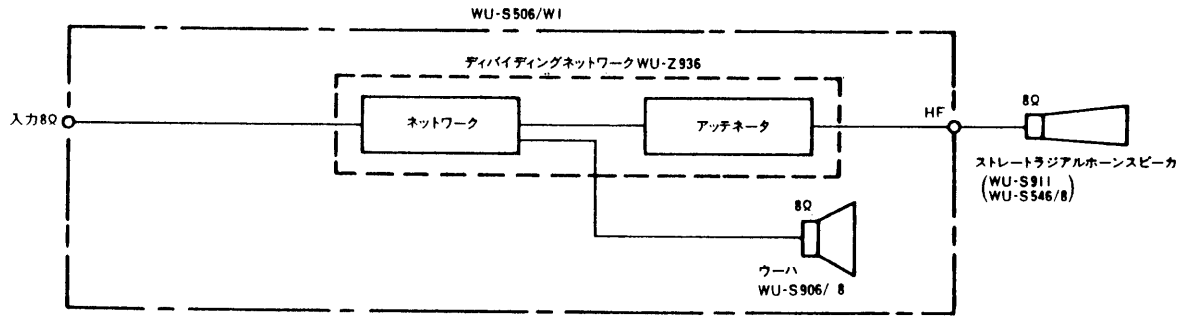 WU-S506/W1
ディバイディングネットワークWU-Z936
入力8Ω
ネットワーク
アッテネータ
HF
8Ω
ストレートラジアルホーンスピーカ
(WU-S911
WU-S546/8)
8Ω
ウーハ
WU-S906/8